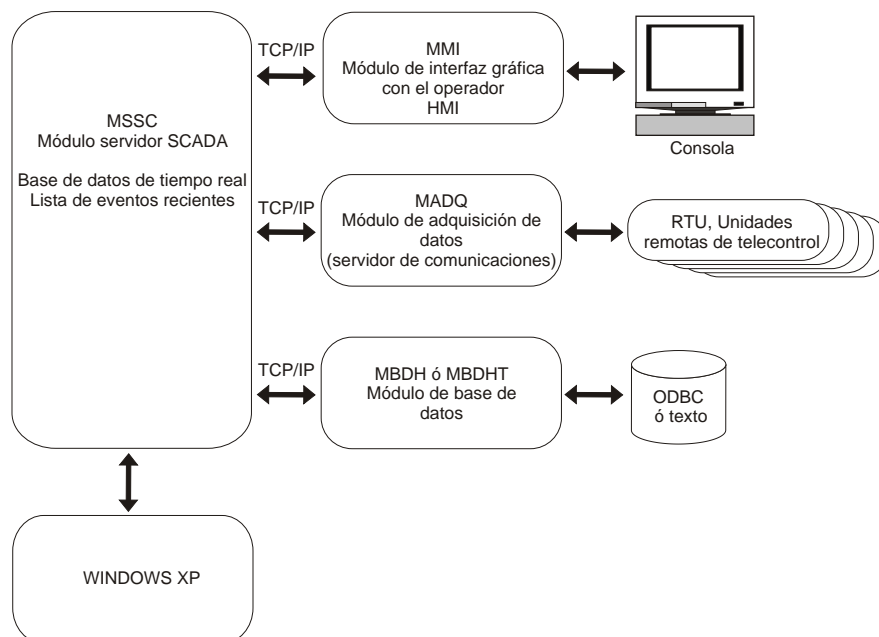 MSSC
Módulo servidor SCADA
Base de datos de tiempo real
Lista de eventos recientes
TCP/IP
MMI
Módulo de interfaz gráfica
con el operador
HMI
Consola
TCP/IP
MADQ
Módulo de adquisición de
datos
(servidor de comunicaciones)
RTU, Unidades
remotas de telecontrol
TCP/IP
MBDH ó MBDHT
Módulo de base de
datos
ODBC
ó texto
WINDOWS XP